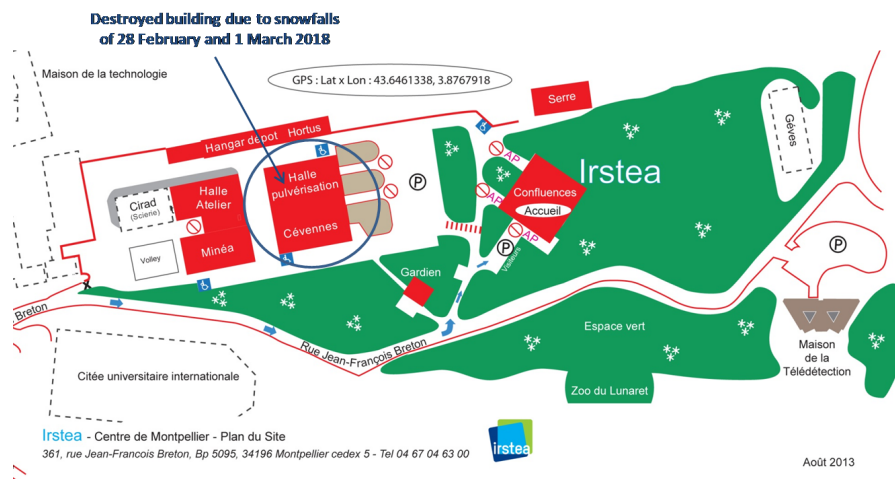 Destroyed building due to snowfalls
of 28 February and 1 March 2018
Maison de la technologie
GPS : Lat x Lon : 43.6461338, 3.8767918
Serre
Géves
Hangar dépot Hortus
Halle
pulvérisation
Cévennes
Halle
Atelier
Cirad
(Scierie)
Volley
Minéa
P
AP
AP
AP
Confluences
Accueil
Irstea
P
Visiteurs
P
Gardien
Breton
Rue Jean-François Breton
Espace vert
Zoo du Lunaret
Maison
de la
Télédétection
Citée universitaire internationale
Irstea - Centre de Montpellier - Plan du Site
361, rue Jean-Francois Breton, Bp 5095, 34196 Montpellier cedex 5 - Tel 04 67 04 63 00
irstea
Août 2013